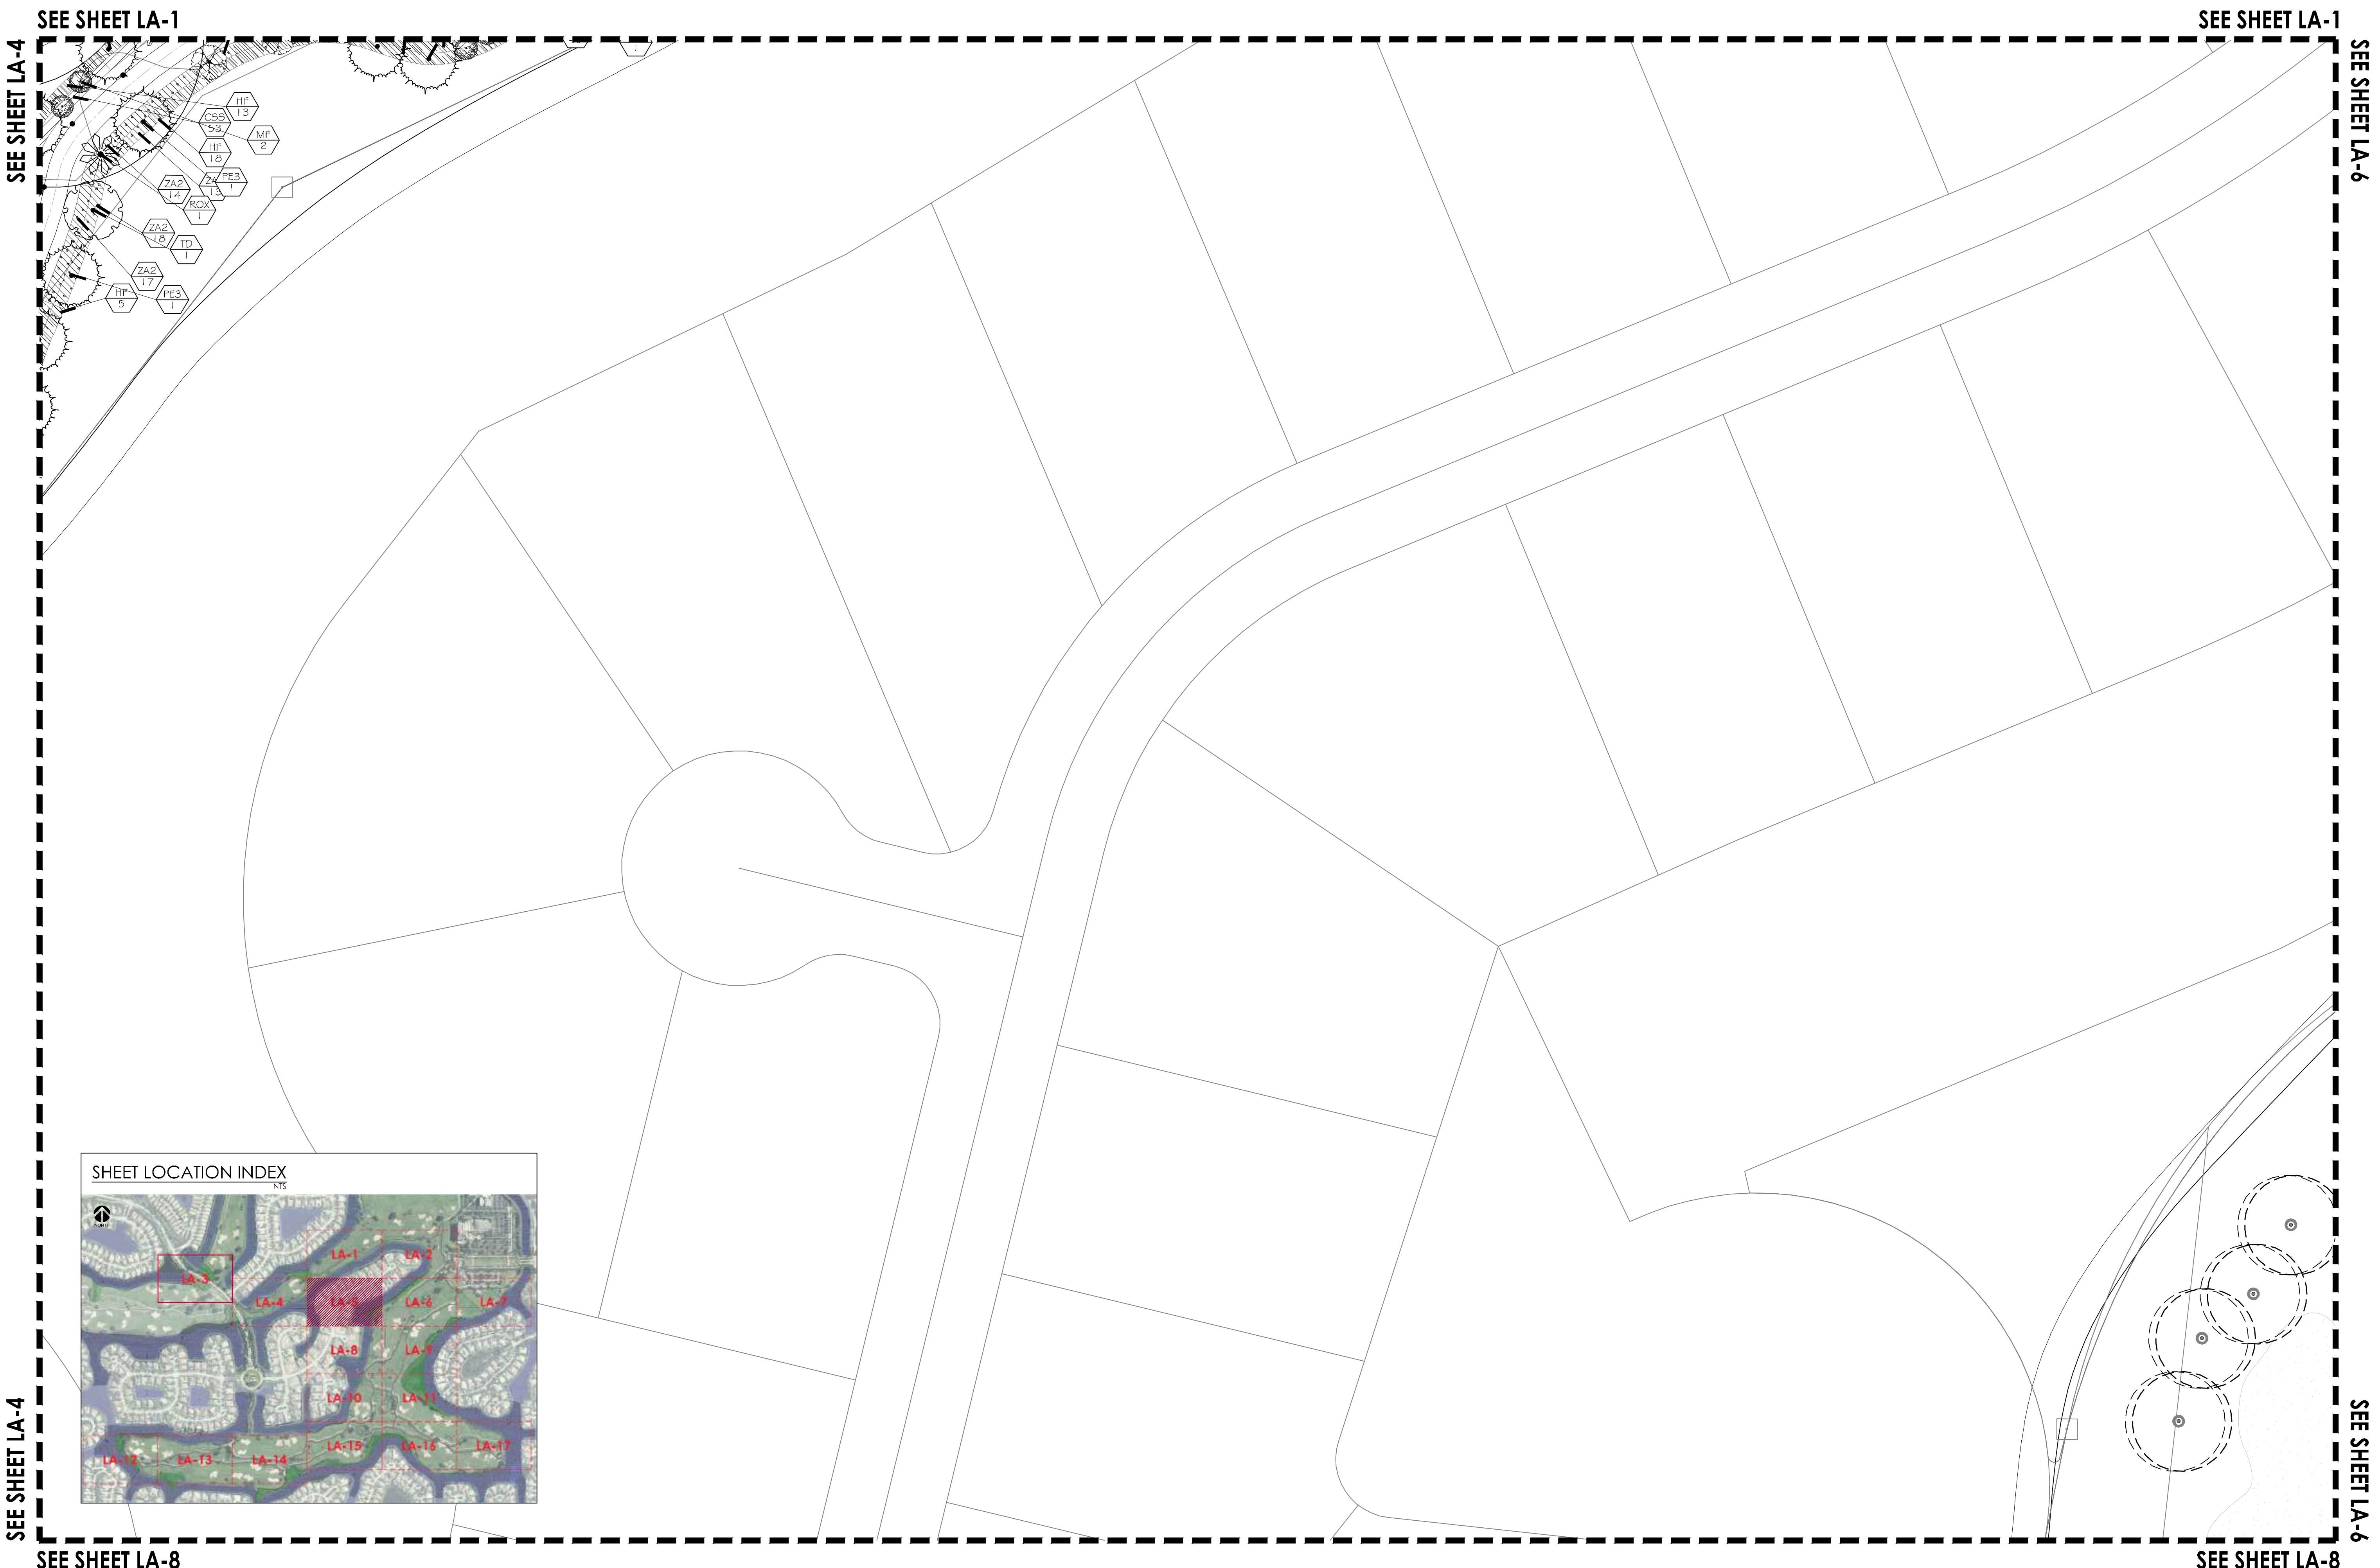 SEE SHEET LA-1
SEE SHEET LA-1
SEE SHEET LA-4
SEE SHEET LA-6
1
HF
13
CSS
53
MF
2
HF
18
PE3
1
ZA2
14
13
ROX
1
ZA2
18
TD
1
ZA2
17
HF
5
PE3
1
SHEET LOCATION INDEX
NTS
NORTH
LA-1
LA-2
LA-3
LA-4
LA-5
LA-6
LA-7
LA-8
LA-9
LA-10
LA-11
LA-12
LA-13
LA-14
LA-15
LA-16
LA-17
SEE SHEET LA-4
SEE SHEET LA-6
SEE SHEET LA-8
SEE SHEET LA-8